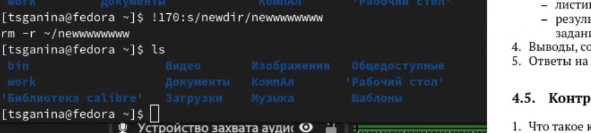 work Документы КомпАл 'Рабочий стол'
[tsganina@fedora ~]$ !170:s/newdir/newwwwwwww
rm -r ~/newwwwwwww
[tsganina@fedora ~]$ ls
bin Видео Изображения Общедоступные
work Документы КомпАл 'Рабочий стол'
'Библиотека calibre' Загрузки Музыка Шаблоны
[tsganina@fedora ~]$
Устройство захвата аудио
– листи
– резуль
задани
4. Выводы, со
5. Ответы на
4.5. Контр
1. Что такое к